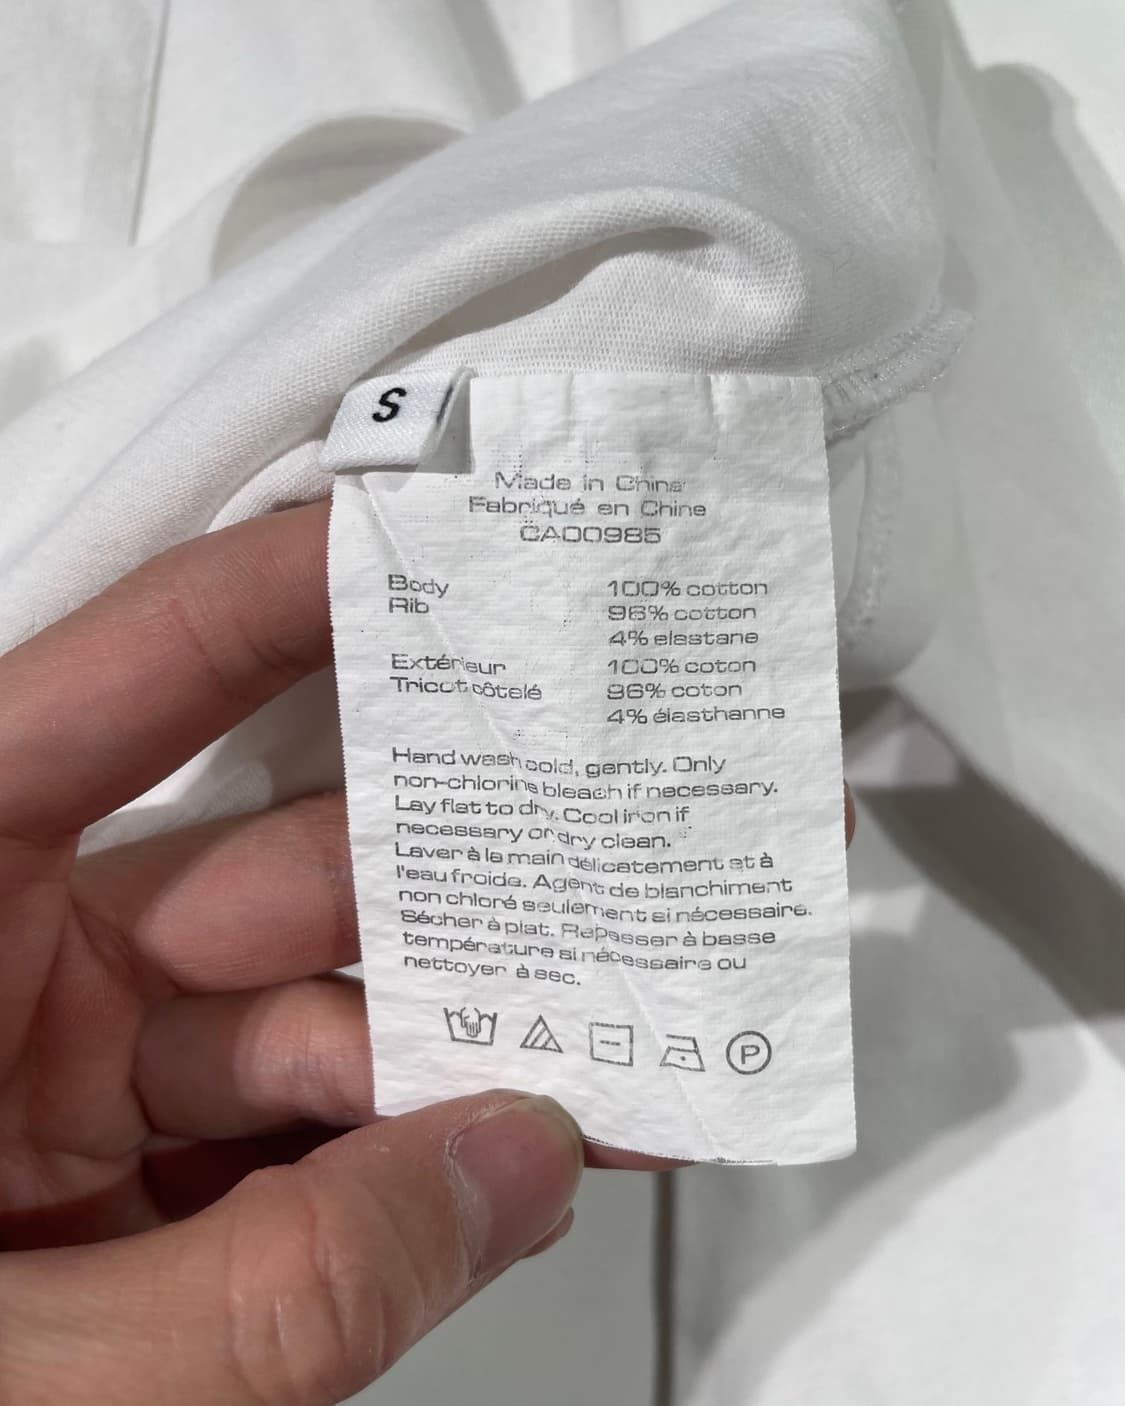 S
Made in China
Fabriqué en Chine
CA00985
Body 100% cotton
Rib 96% cotton
4% elastane
Extérieur 100% coton
Tricot côtelé 96% coton
4% élasthanne
Hand wash cold, gently. Only
non-chlorine bleach if necessary.
Lay flat to dry. Cool iron if
necessary or dry clean.
Laver à la main délicatement et à
l'eau froide. Agent de blanchiment
non chloré seulement si nécessaire.
Sécher à plat. Repasser à basse
température si nécessaire ou
nettoyer à sec.
P